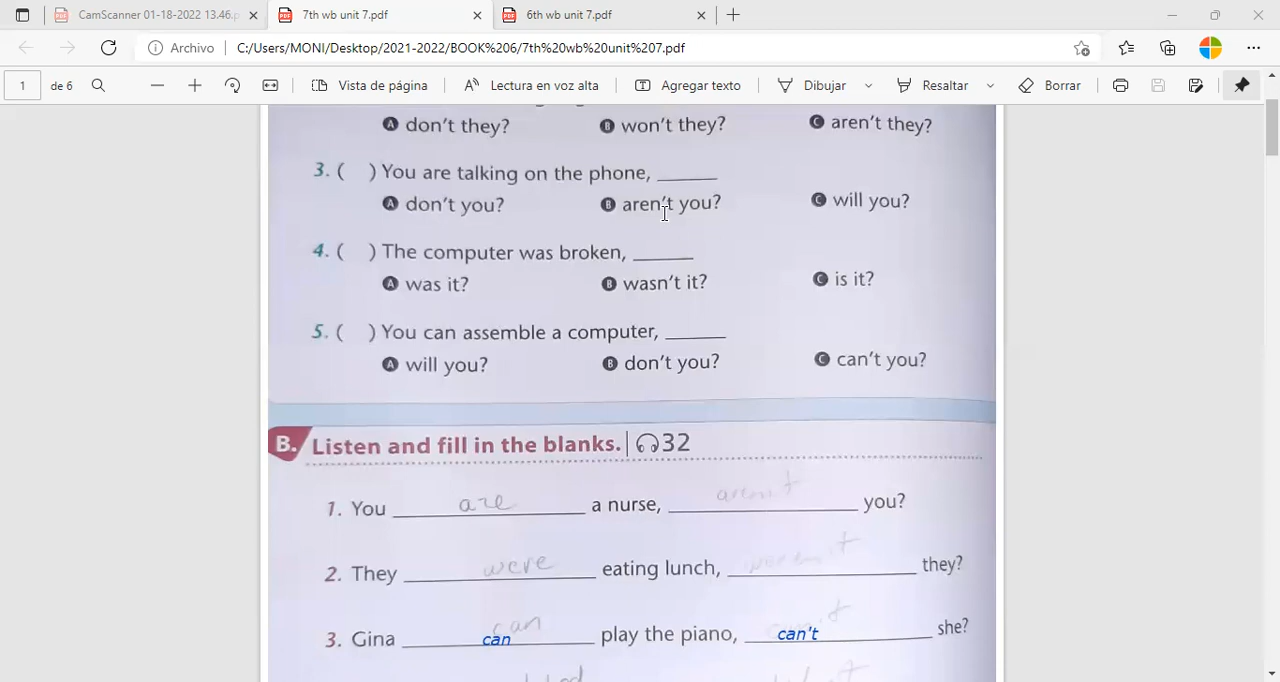 CamScanner 01-18-2022 13.46.p
7th wb unit 7.pdf
6th wb unit 7.pdf
Archivo
C:/Users/MONI/Desktop/2021-2022/BOOK%206/7th%20wb%20unit%207.pdf
1 de 6
Vista de página
Lectura en voz alta
Agregar texto
Dibujar
Resaltar
Borrar
A don't they? B won't they? C aren't they?
3. ( ) You are talking on the phone, ______
A don't you? B aren't you? C will you?
4. ( ) The computer was broken, ______
A was it? B wasn't it? C is it?
5. ( ) You can assemble a computer, ______
A will you? B don't you? C can't you?
B. Listen and fill in the blanks. 32
1. You are a nurse, aren't you?
2. They were eating lunch, weren't they?
3. Gina can can play the piano, can't can't she?